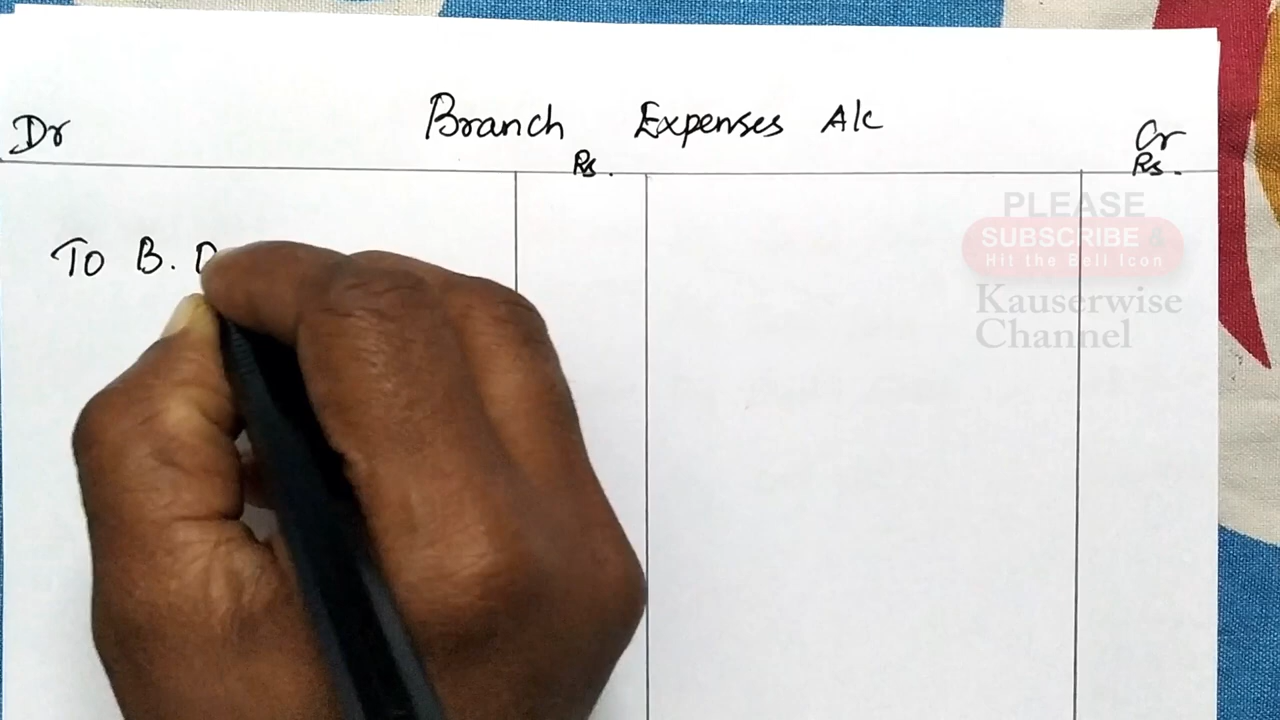 Dr Branch Expenses A/c Cr
Rs. Rs.
To B. D
PLEASE
SUBSCRIBE &
Hit the Bell Icon
Kauserwise
Channel